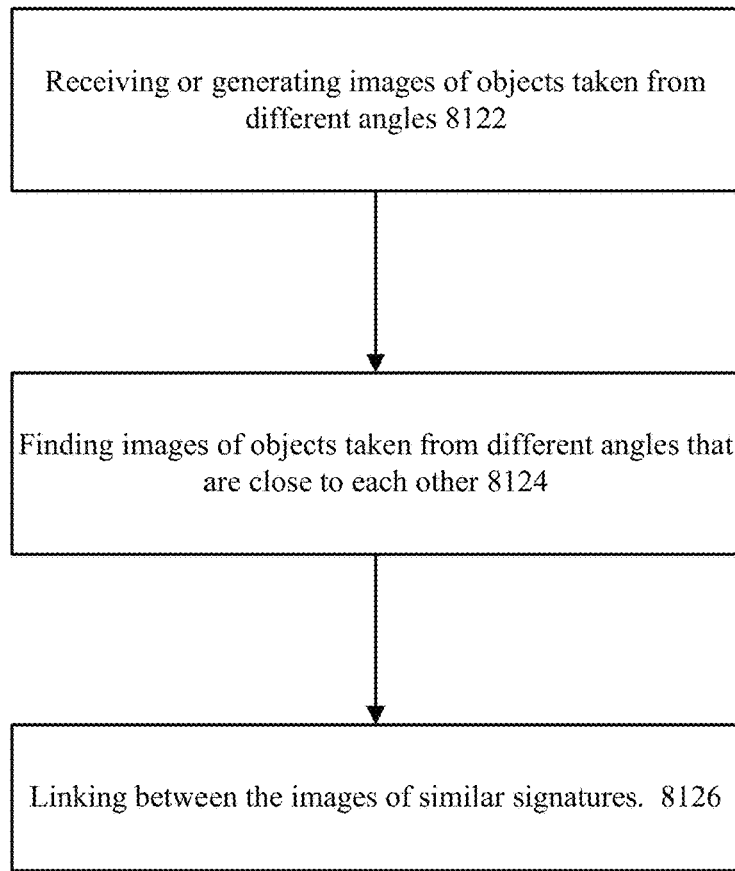 Receiving or generating images of objects taken from
different angles 8122
Finding images of objects taken from different angles that
are close to each other 8124
Linking between the images of similar signatures.  8126